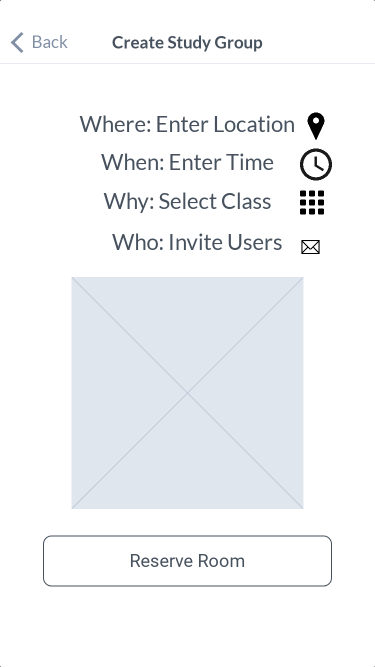 Back
Create Study Group
Where: Enter Location
When: Enter Time
Why: Select Class
Who: Invite Users
Reserve Room